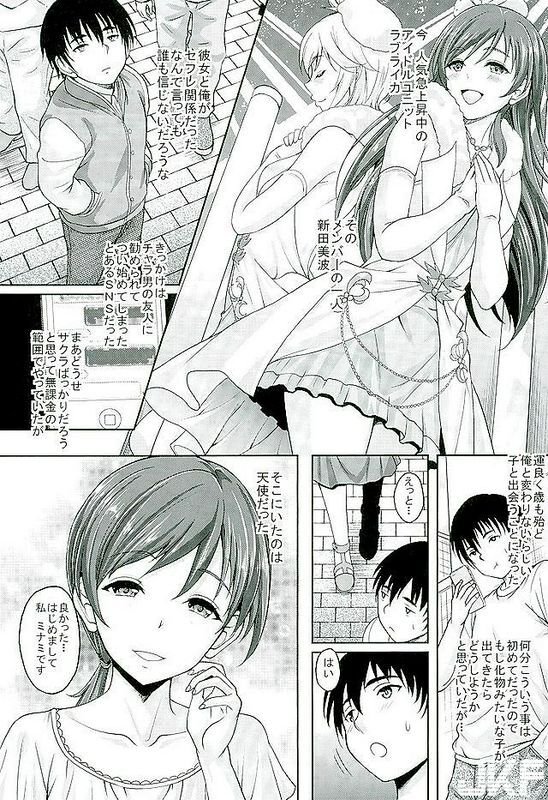 今 人気急上昇中の
アイドルユニット
ラブライカ
その
メンバーの一人
新田美波
彼女と俺が
セフレ関係だった
なんて言っても
誰も信じないだろうな
きっかけは
チャラ男の友人に
勧められて
つい始めてしまった
とあるSNSだった
まあどうせ
サクラばっかりだろう
と思って無課金の
範囲でやっていたが
運良く歳も殆ど
俺と変わりないらしい
子と出会うことになった
何分こういう事は
初めてだったので
もし化物みたいな子が
出てきたら
どうしようか
と思っていたが…
えっと…
はい
そこにいたのは
天使だった
良かった…
はじめまして
私 ミナミです